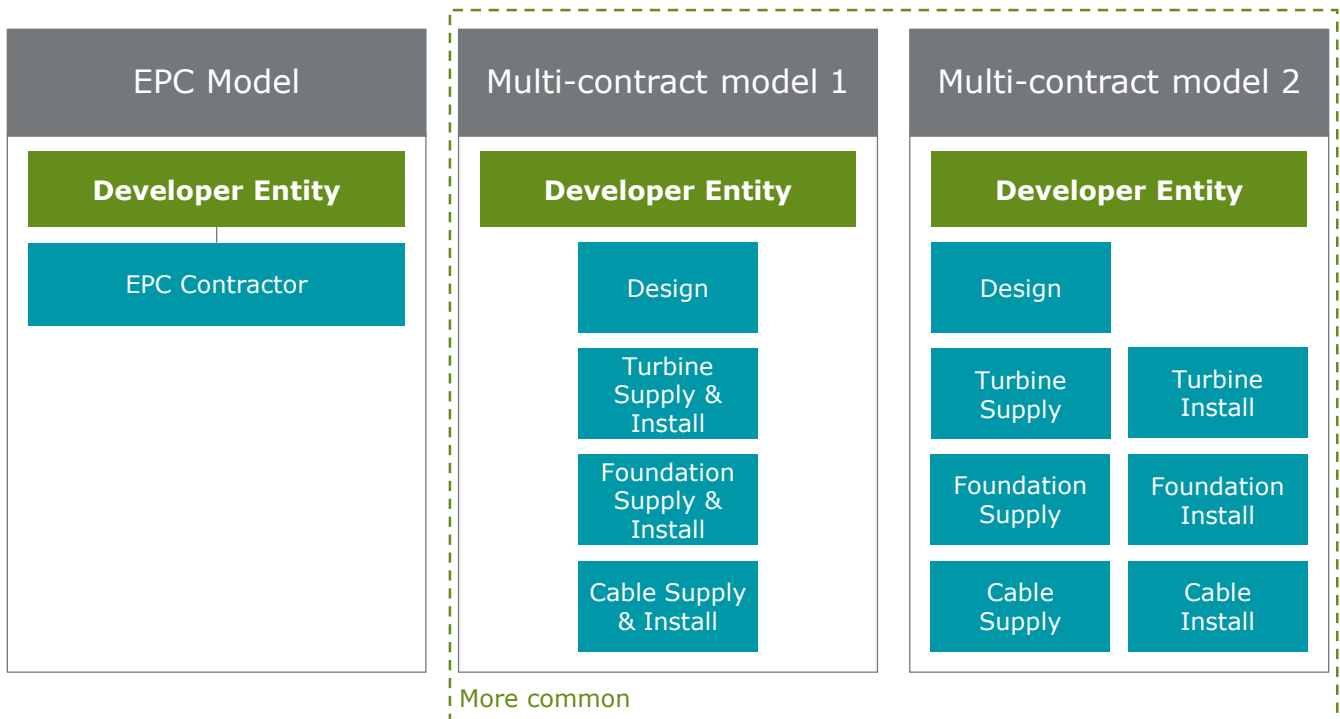 EPC Model
Developer Entity
EPC Contractor
Multi-contract model 1
Developer Entity
Design
Turbine
Supply &
Install
Foundation
Supply &
Install
Cable Supply
& Install
Multi-contract model 2
Developer Entity
Design
Turbine
Supply
Turbine
Install
Foundation
Supply
Foundation
Install
Cable
Supply
Cable
Install
More common